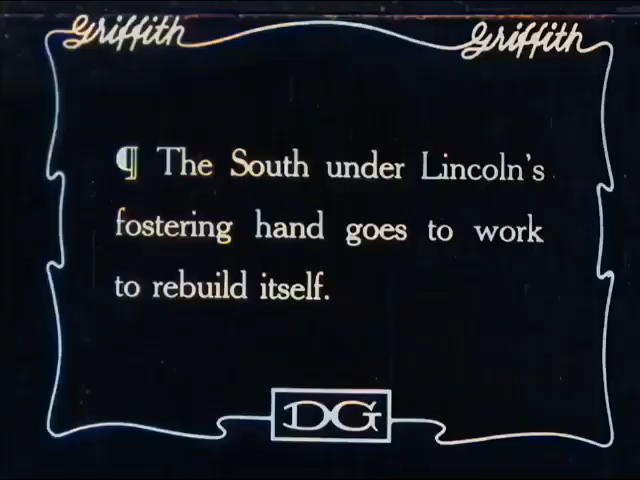 Griffith Griffith
¶ The South under Lincoln's
fostering hand goes to work
to rebuild itself.
DG